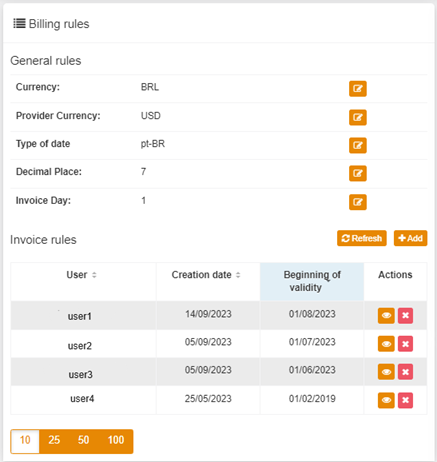 Billing rules
General rules
Currency: BRL
Provider Currency: USD
Type of date pt-BR
Decimal Place: 7
Invoice Day: 1
Invoice rules Refresh Add
User Creation date Beginning of validity Actions
user1 14/09/2023 01/08/2023
user2 05/09/2023 01/07/2023
user3 05/09/2023 01/06/2023
user4 25/05/2023 01/02/2019
10 25 50 100